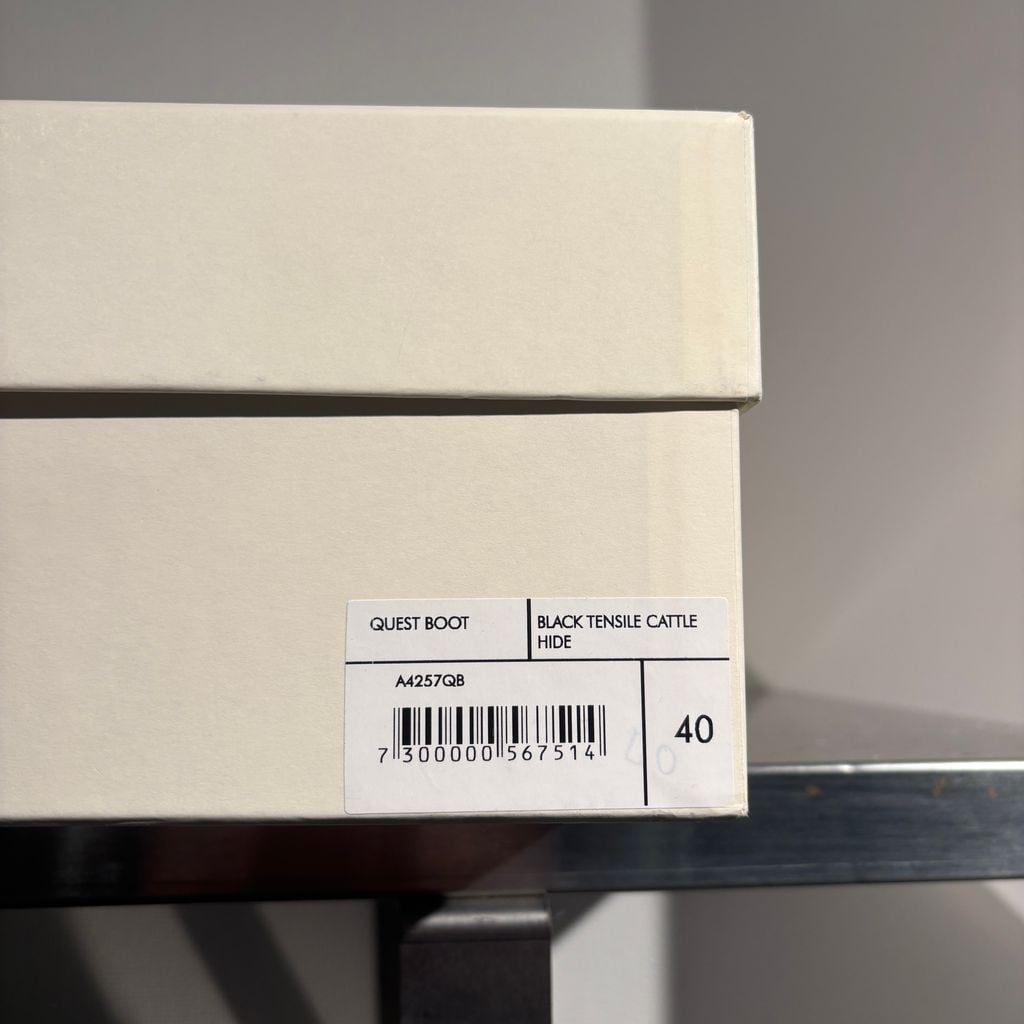 QUEST BOOT
BLACK TENSILE CATTLE
HIDE
A4257QB
40
7 300000 567514